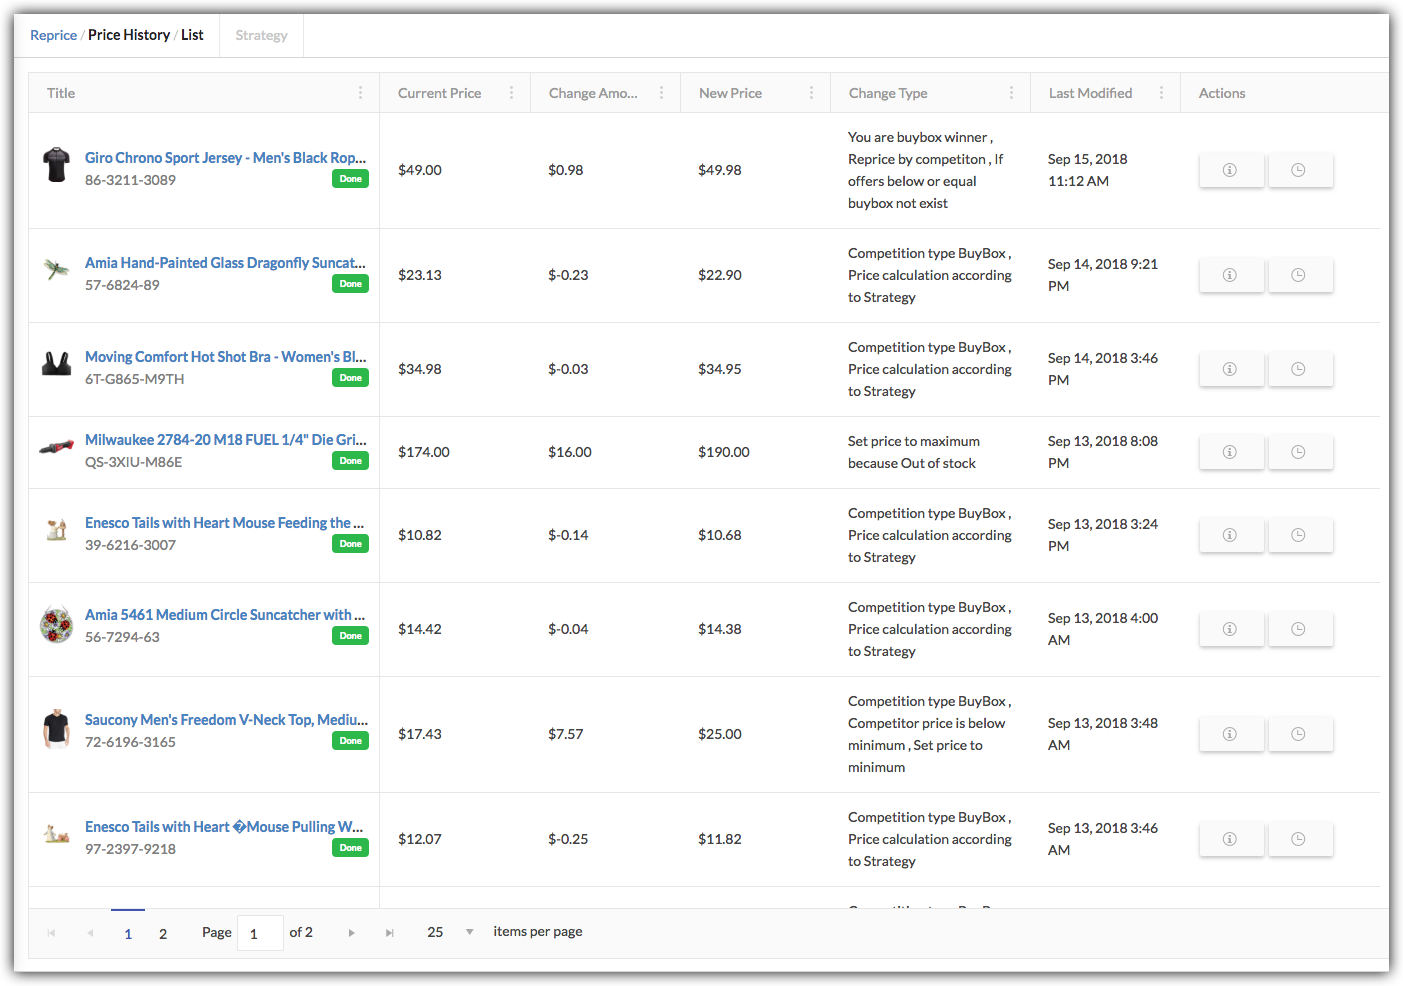 Reprice / Price History / List
Strategy
Title
Current Price
Change Amo...
New Price
Change Type
Last Modified
Actions
Giro Chrono Sport Jersey - Men's Black Rop...
86-3211-3089
Done
$49.00
$0.98
$49.98
You are buybox winner ,
Reprice by competiton , If
offers below or equal
buybox not exist
Sep 15, 2018
11:12 AM
Amia Hand-Painted Glass Dragonfly Suncat...
57-6824-89
Done
$23.13
$-0.23
$22.90
Competition type BuyBox ,
Price calculation according
to Strategy
Sep 14, 2018 9:21
PM
Moving Comfort Hot Shot Bra - Women's Bl...
6T-G865-M9TH
Done
$34.98
$-0.03
$34.95
Competition type BuyBox ,
Price calculation according
to Strategy
Sep 14, 2018 3:46
PM
Milwaukee 2784-20 M18 FUEL 1/4" Die Gri...
QS-3XIU-M86E
Done
$174.00
$16.00
$190.00
Set price to maximum
because Out of stock
Sep 13, 2018 8:08
PM
Enesco Tails with Heart Mouse Feeding the ...
39-6216-3007
Done
$10.82
$-0.14
$10.68
Competition type BuyBox ,
Price calculation according
to Strategy
Sep 13, 2018 3:24
PM
Amia 5461 Medium Circle Suncatcher with ...
56-7294-63
Done
$14.42
$-0.04
$14.38
Competition type BuyBox ,
Price calculation according
to Strategy
Sep 13, 2018 4:00
AM
Saucony Men's Freedom V-Neck Top, Mediu...
72-6196-3165
Done
$17.43
$7.57
$25.00
Competition type BuyBox ,
Competitor price is below
minimum , Set price to
minimum
Sep 13, 2018 3:48
AM
Enesco Tails with Heart �Mouse Pulling W...
97-2397-9218
Done
$12.07
$-0.25
$11.82
Competition type BuyBox ,
Price calculation according
to Strategy
Sep 13, 2018 3:46
AM
1 2 Page 1 of 2 25 items per page